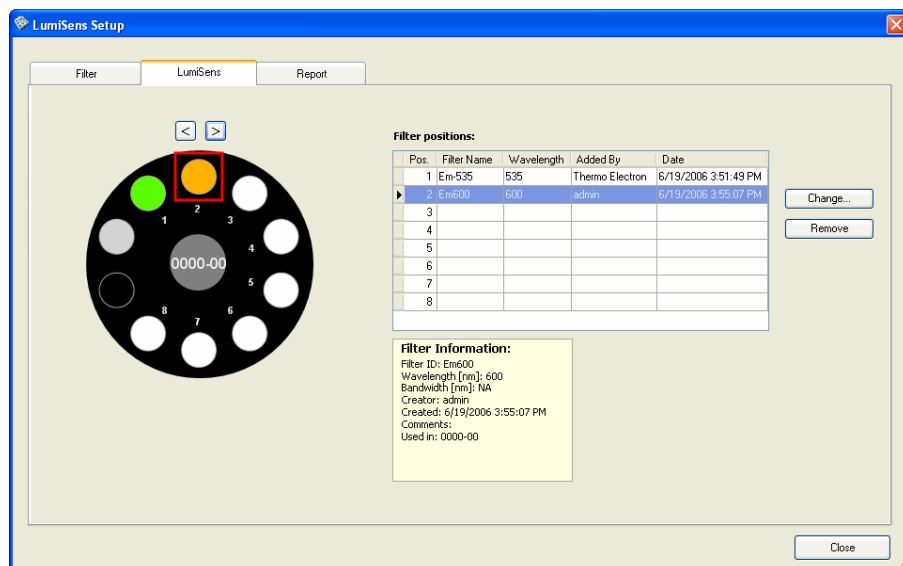 LumiSens Setup
Filter LumiSens Report
< >
Filter positions:
Pos. Filter Name Wavelength Added By Date
1 Em-535 535 Thermo Electron 6/19/2006 3:51:49 PM
2 Em600 600 admin 6/19/2006 3:55:07 PM
3
4
5
6
7
8
Change...
Remove
2
1 3
4
0000-00
5
8 6
7
Filter Information:
Filter ID: Em600
Wavelength [nm]: 600
Bandwidth [nm]: NA
Creator: admin
Created: 6/19/2006 3:55:07 PM
Comments:
Used in: 0000-00
Close